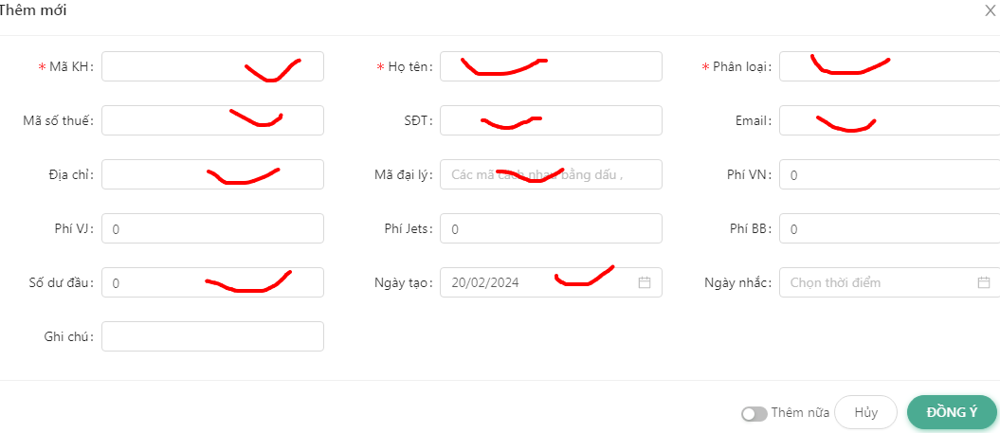 Thêm mới
* Mã KH: * Họ tên: * Phân loại:
Mã số thuế: SĐT: Email:
Địa chỉ: Mã đại lý: Các mã cách nhau bằng dấu , Phí VN: 0
Phí VJ: 0 Phí Jets: 0 Phí BB: 0
Số dư đầu: 0 Ngày tạo: 20/02/2024 Ngày nhắc: Chọn thời điểm
Ghi chú:
Thêm nữa Hủy ĐỒNG Ý